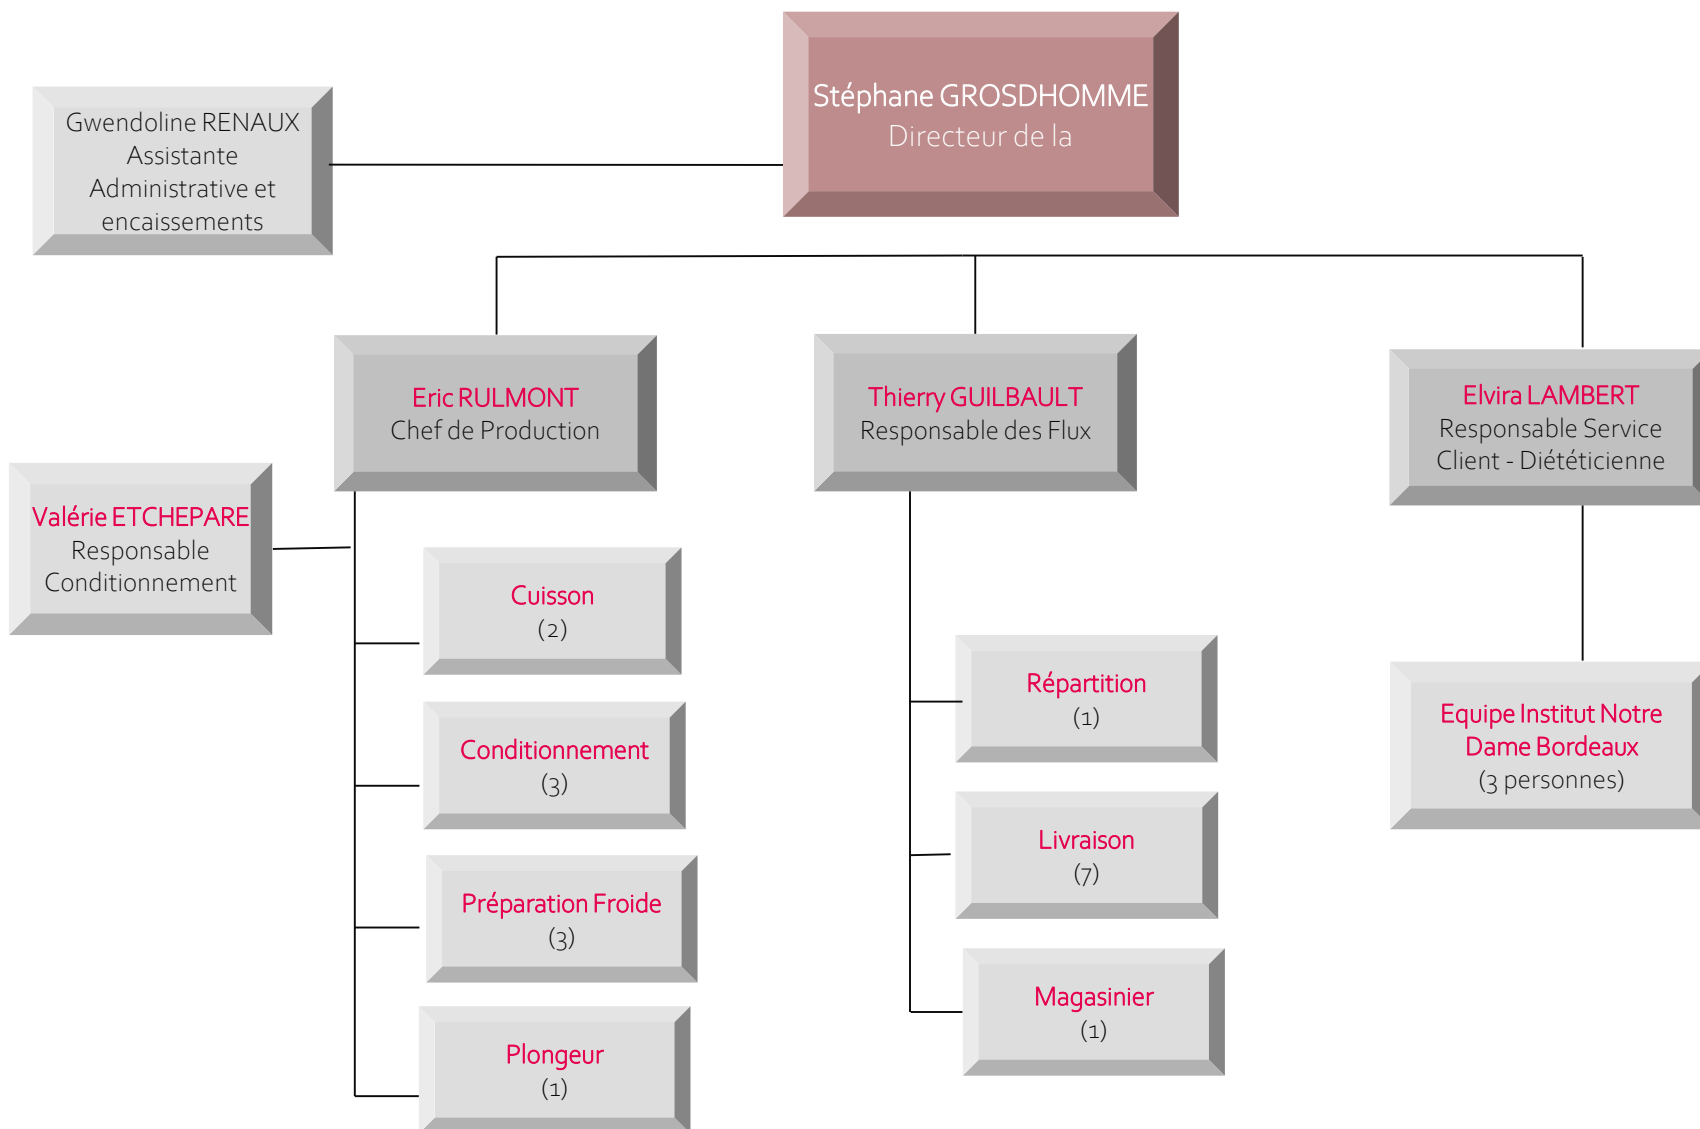 Stéphane GROSDHOMME
Directeur de la
Gwendoline RENAUX
Assistante
Administrative et
encaissements
Eric RULMONT
Chef de Production
Thierry GUILBAULT
Responsable des Flux
Elvira LAMBERT
Responsable Service
Client - Diététicienne
Valérie ETCHEPARE
Responsable
Conditionnement
Cuisson
(2)
Conditionnement
(3)
Préparation Froide
(3)
Plongeur
(1)
Répartition
(1)
Livraison
(7)
Magasinier
(1)
Equipe Institut Notre
Dame Bordeaux
(3 personnes)